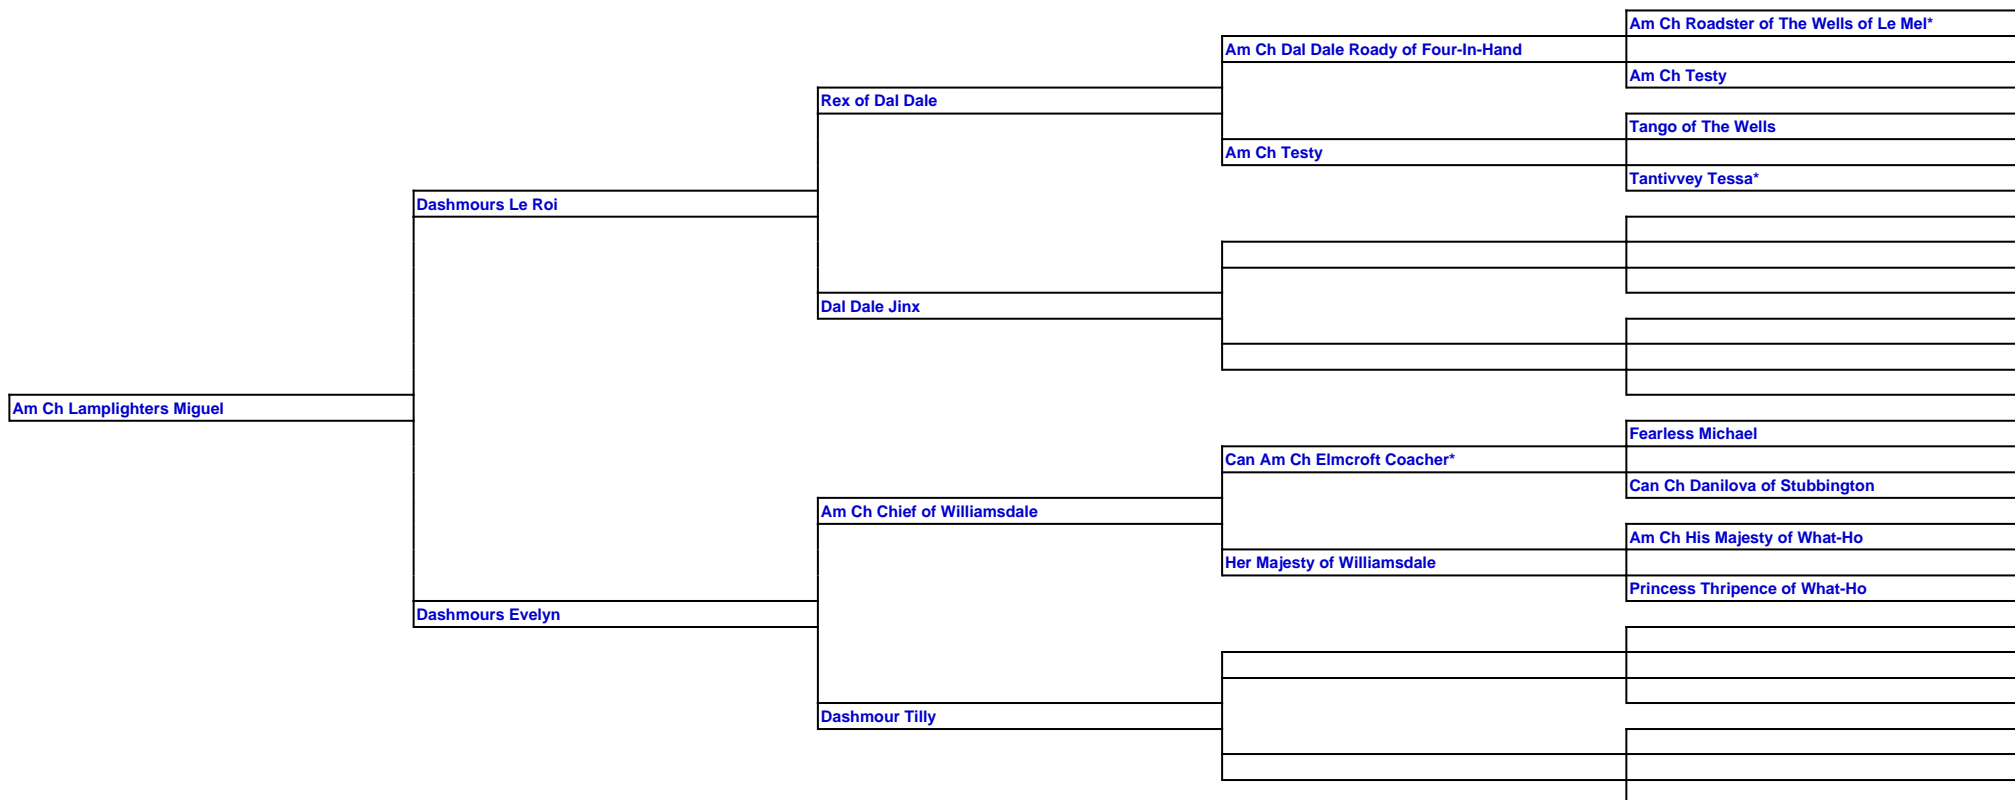 Am Ch Roadster of The Wells of Le Mel*
Am Ch Dal Dale Roady of Four-In-Hand
Am Ch Testy
Rex of Dal Dale
Tango of The Wells
Am Ch Testy
Tantivvey Tessa*
Dashmours Le Roi
Dal Dale Jinx
Am Ch Lamplighters Miguel
Fearless Michael
Can Am Ch Elmcroft Coacher*
Can Ch Danilova of Stubbington
Am Ch Chief of Williamsdale
Am Ch His Majesty of What-Ho
Her Majesty of Williamsdale
Princess Thripence of What-Ho
Dashmours Evelyn
Dashmour Tilly